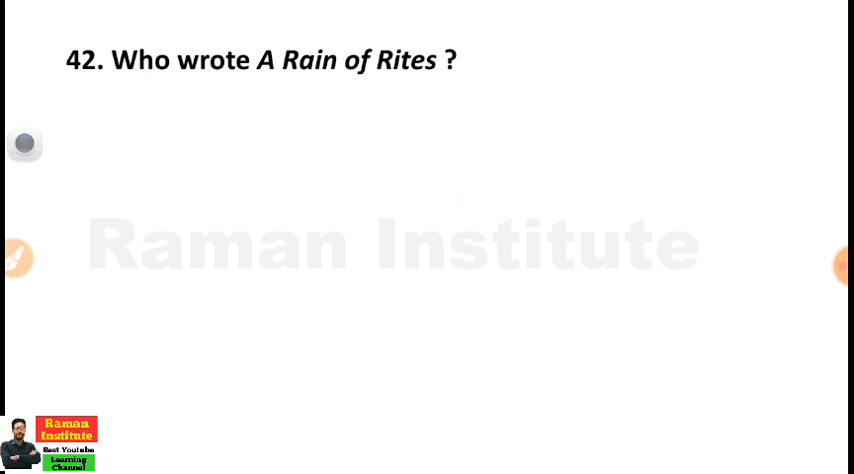 42. Who wrote A Rain of Rites ?
Raman Institute
Raman
Institute
Best Youtube
Learning
Channel